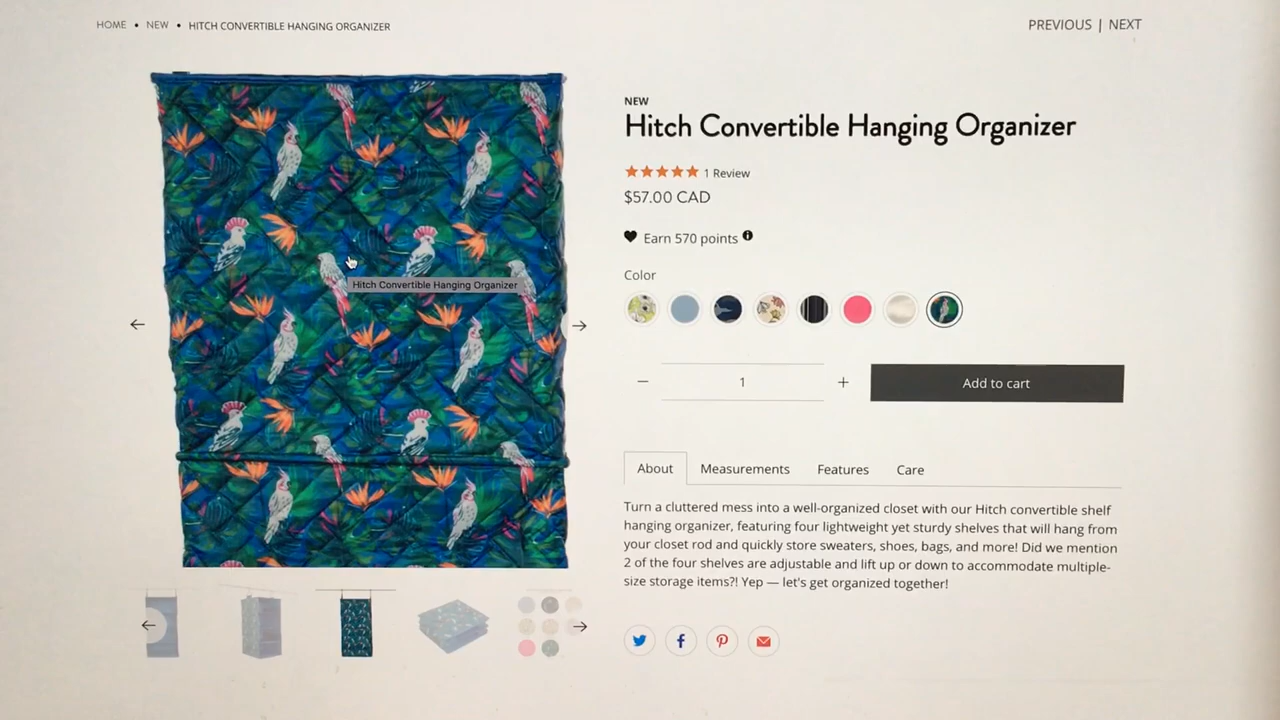 HOME • NEW • HITCH CONVERTIBLE HANGING ORGANIZER
PREVIOUS | NEXT
NEW
Hitch Convertible Hanging Organizer
1 Review
$57.00 CAD
Earn 570 points
Color
Hitch Convertible Hanging Organizer
− 1 +
Add to cart
About Measurements Features Care
Turn a cluttered mess into a well-organized closet with our Hitch convertible shelf
hanging organizer, featuring four lightweight yet sturdy shelves that will hang from
your closet rod and quickly store sweaters, shoes, bags, and more! Did we mention
2 of the four shelves are adjustable and lift up or down to accommodate multiple-
size storage items?! Yep — let's get organized together!